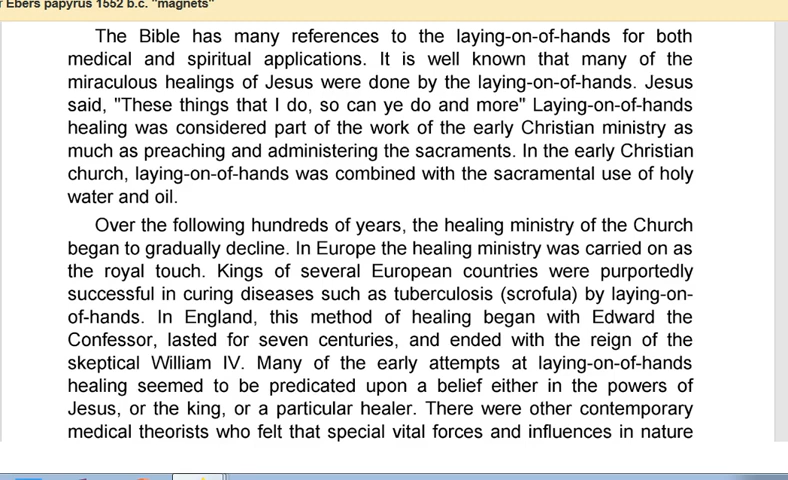 Ebers papyrus 1552 b.c. "magnets"
The Bible has many references to the laying-on-of-hands for both
medical and spiritual applications. It is well known that many of the
miraculous healings of Jesus were done by the laying-on-of-hands. Jesus
said, "These things that I do, so can ye do and more" Laying-on-of-hands
healing was considered part of the work of the early Christian ministry as
much as preaching and administering the sacraments. In the early Christian
church, laying-on-of-hands was combined with the sacramental use of holy
water and oil.
Over the following hundreds of years, the healing ministry of the Church
began to gradually decline. In Europe the healing ministry was carried on as
the royal touch. Kings of several European countries were purportedly
successful in curing diseases such as tuberculosis (scrofula) by laying-on-
of-hands. In England, this method of healing began with Edward the
Confessor, lasted for seven centuries, and ended with the reign of the
skeptical William IV. Many of the early attempts at laying-on-of-hands
healing seemed to be predicated upon a belief either in the powers of
Jesus, or the king, or a particular healer. There were other contemporary
medical theorists who felt that special vital forces and influences in nature